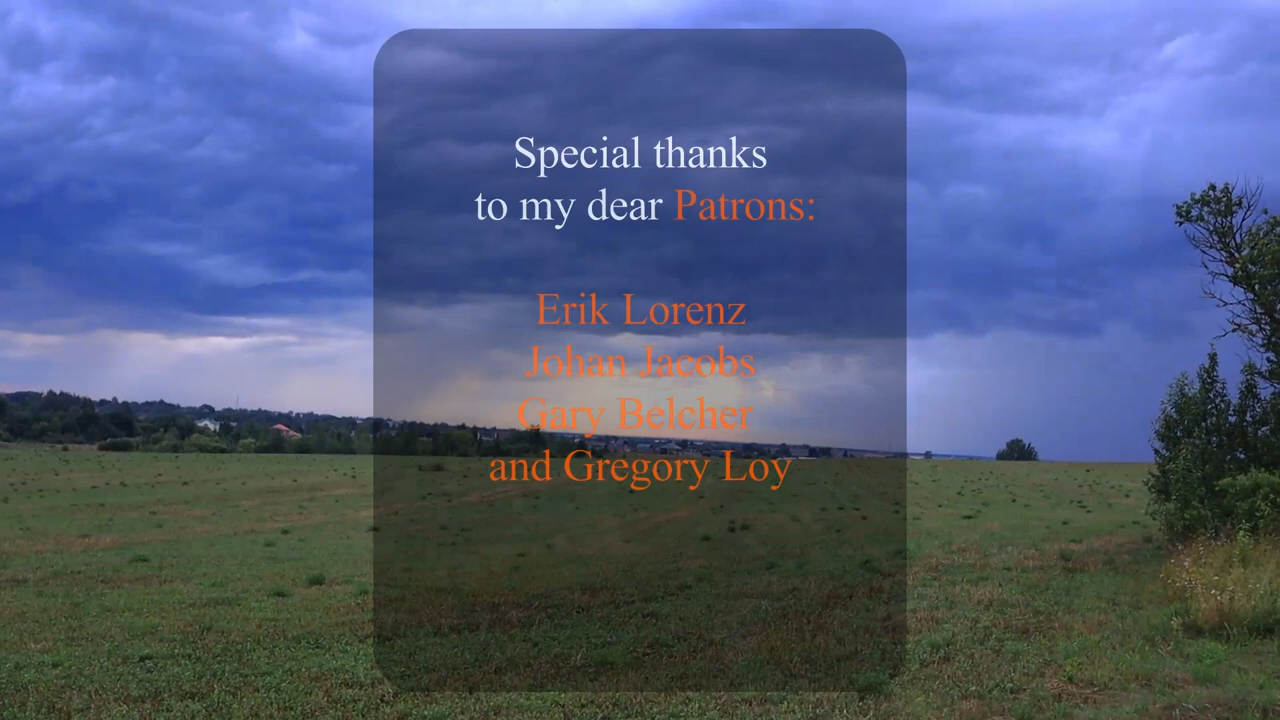 Special thanks
to my dear Patrons:
Erik Lorenz
Johan Jacobs
Gary Belcher
and Gregory Loy